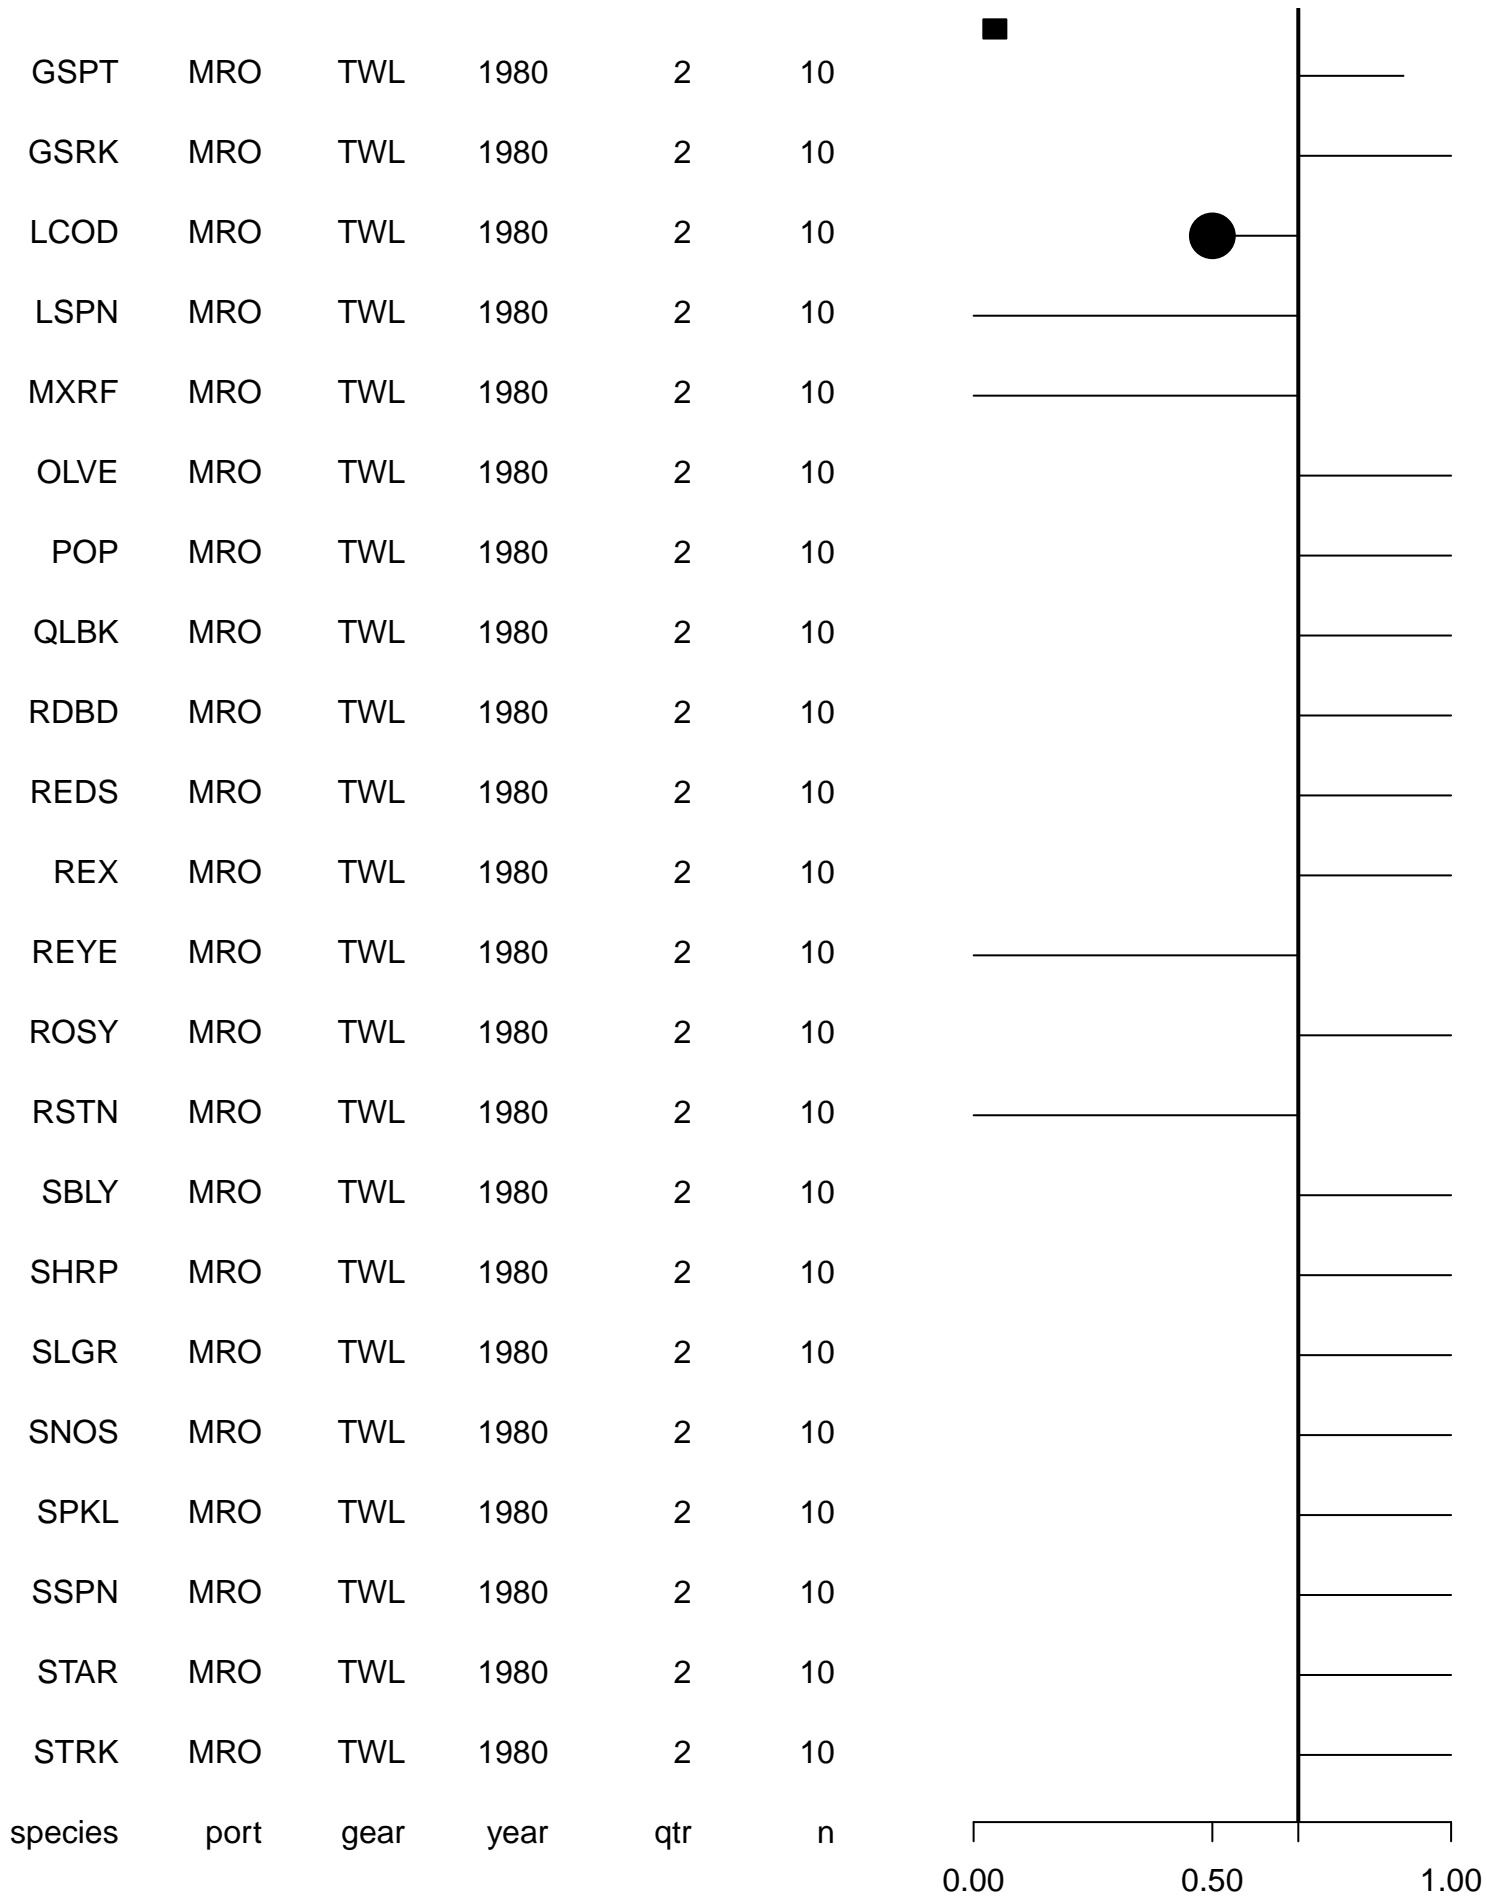 GSPT MRO TWL 1980 2 10
GSRK MRO TWL 1980 2 10
LCOD MRO TWL 1980 2 10
LSPN MRO TWL 1980 2 10
MXRF MRO TWL 1980 2 10
OLVE MRO TWL 1980 2 10
POP MRO TWL 1980 2 10
QLBK MRO TWL 1980 2 10
RDBD MRO TWL 1980 2 10
REDS MRO TWL 1980 2 10
REX MRO TWL 1980 2 10
REYE MRO TWL 1980 2 10
ROSY MRO TWL 1980 2 10
RSTN MRO TWL 1980 2 10
SBLY MRO TWL 1980 2 10
SHRP MRO TWL 1980 2 10
SLGR MRO TWL 1980 2 10
SNOS MRO TWL 1980 2 10
SPKL MRO TWL 1980 2 10
SSPN MRO TWL 1980 2 10
STAR MRO TWL 1980 2 10
STRK MRO TWL 1980 2 10
species port gear year qtr n
0.00 0.50 1.00